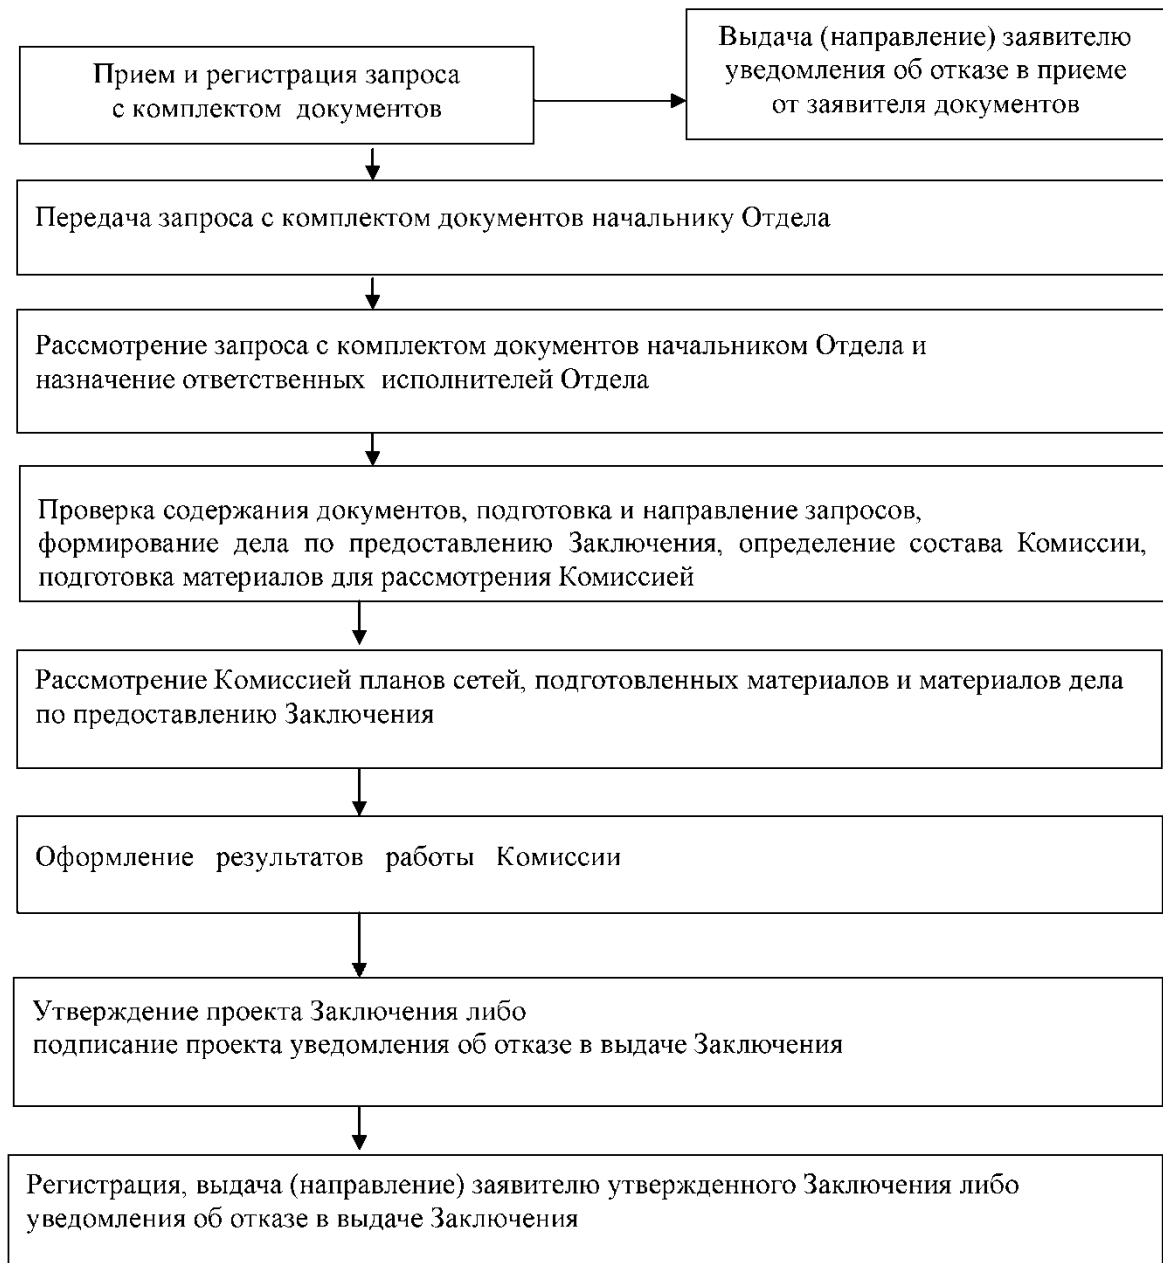 Прием и регистрация запроса
с комплектом документов
Выдача (направление) заявителю
уведомления об отказе в приеме
от заявителя документов
Передача запроса с комплектом документов начальнику Отдела
Рассмотрение запроса с комплектом документов начальником Отдела и
назначение ответственных исполнителей Отдела
Проверка содержания документов, подготовка и направление запросов,
формирование дела по предоставлению Заключения, определение состава Комиссии,
подготовка материалов для рассмотрения Комиссией
Рассмотрение Комиссией планов сетей, подготовленных материалов и материалов дела
по предоставлению Заключения
Оформление результатов работы Комиссии
Утверждение проекта Заключения либо
подписание проекта уведомления об отказе в выдаче Заключения
Регистрация, выдача (направление) заявителю утвержденного Заключения либо
уведомления об отказе в выдаче Заключения